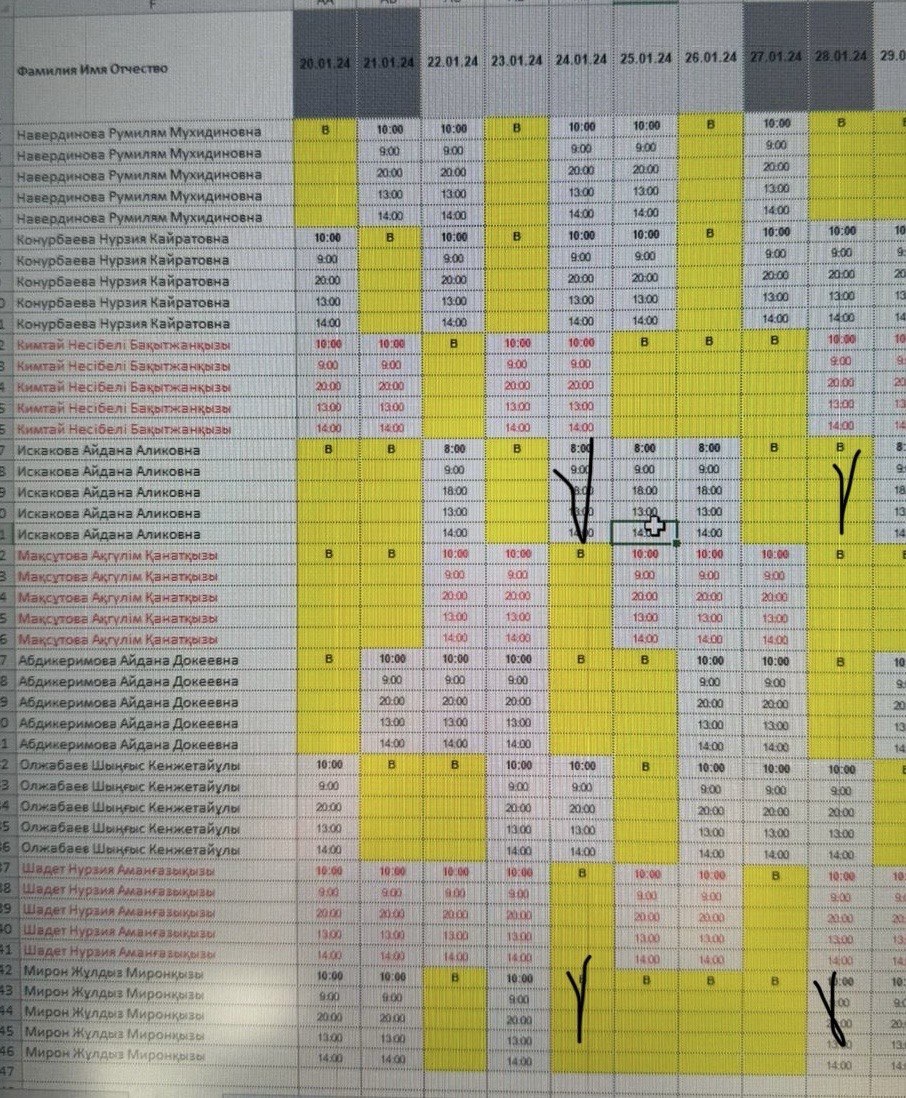 F
Фамилия Имя Отчество 20.01.24 21.01.24 22.01.24 23.01.24 24.01.24 25.01.24 26.01.24 27.01.24 28.01.24
Навердинова Румилям Мухидиновна В 10:00 10:00 В 10:00 10:00 В 10:00 В
Навердинова Румилям Мухидиновна 9:00 9:00 9:00 9:00 9:00
Навердинова Румилям Мухидиновна 20:00 20:00 20:00 20:00 20:00
Навердинова Румилям Мухидиновна 13:00 13:00 13:00 13:00 13:00
Навердинова Румилям Мухидиновна 14:00 14:00 14:00 14:00 14:00
Конурбаева Нурзия Кайратовна 10:00 В 10:00 В 10:00 10:00 В 10:00 10:00
Конурбаева Нурзия Кайратовна 9:00 9:00 9:00 9:00 9:00 9:00
Конурбаева Нурзия Кайратовна 20:00 20:00 20:00 20:00 20:00 20:00
Конурбаева Нурзия Кайратовна 13:00 13:00 13:00 13:00 13:00 13:00
Конурбаева Нурзия Кайратовна 14:00 14:00 14:00 14:00 14:00 14:00
Кимтай Несібелі Бақытжанқызы 10:00 10:00 В 10:00 10:00 В В В 10:00
Кимтай Несібелі Бақытжанқызы 9:00 9:00 9:00 9:00 9:00
Кимтай Несібелі Бақытжанқызы 20:00 20:00 20:00 20:00 20:00
Кимтай Несібелі Бақытжанқызы 13:00 13:00 13:00 13:00 13:00
Кимтай Несібелі Бақытжанқызы 14:00 14:00 14:00 14:00 14:00
Искакова Айдана Аликовна В В 8:00 В 8:00 8:00 8:00 В В
Искакова Айдана Аликовна 9:00 9:00 9:00 9:00
Искакова Айдана Аликовна 18:00 18:00 18:00
Искакова Айдана Аликовна 13:00 13:00 13:00
Искакова Айдана Аликовна 14:00 14:00
Мақсұтова Ақгүлім Қанатқызы В В 10:00 10:00 В 10:00 10:00 10:00 В
Мақсұтова Ақгүлім Қанатқызы 9:00 9:00 9:00 9:00 9:00
Мақсұтова Ақгүлім Қанатқызы 20:00 20:00 20:00 20:00 20:00
Мақсұтова Ақгүлім Қанатқызы 13:00 13:00 13:00 13:00 13:00
Мақсұтова Ақгүлім Қанатқызы 14:00 14:00 14:00 14:00 14:00
Абдикеримова Айдана Докеевна В 10:00 10:00 10:00 В В 10:00 10:00 В
Абдикеримова Айдана Докеевна 9:00 9:00 9:00 9:00 9:00
Абдикеримова Айдана Докеевна 20:00 20:00 20:00 20:00 20:00
Абдикеримова Айдана Докеевна 13:00 13:00 13:00 13:00 13:00
Абдикеримова Айдана Докеевна 14:00 14:00 14:00 14:00 14:00
Олжабаев Шыңғыс Кенжетайұлы 10:00 В В 10:00 10:00 В 10:00 10:00 10:00
Олжабаев Шыңғыс Кенжетайұлы 9:00 9:00 9:00 9:00 9:00 9:00
Олжабаев Шыңғыс Кенжетайұлы 20:00 20:00 20:00 20:00 20:00 20:00
Олжабаев Шыңғыс Кенжетайұлы 13:00 13:00 13:00 13:00 13:00 13:00
Олжабаев Шыңғыс Кенжетайұлы 14:00 14:00 14:00 14:00 14:00 14:00
Шадет Нурзия Аманғазықызы 10:00 10:00 10:00 10:00 В 10:00 10:00 В 10:00
Шадет Нурзия Аманғазықызы 9:00 9:00 9:00 9:00 9:00 9:00 9:00
Шадет Нурзия Аманғазықызы 20:00 20:00 20:00 20:00 20:00 20:00 20:00
Шадет Нурзия Аманғазықызы 13:00 13:00 13:00 13:00 13:00 13:00 13:00
Шадет Нурзия Аманғазықызы 14:00 14:00 14:00 14:00 14:00 14:00 14:00
Мирон Жұлдыз Миронқызы 10:00 10:00 В 10:00 В В В
Мирон Жұлдыз Миронқызы 9:00 9:00 9:00
Мирон Жұлдыз Миронқызы 20:00 20:00 20:00
Мирон Жұлдыз Миронқызы 13:00 13:00 13:00
Мирон Жұлдыз Миронқызы 14:00 14:00 14:00 14:00